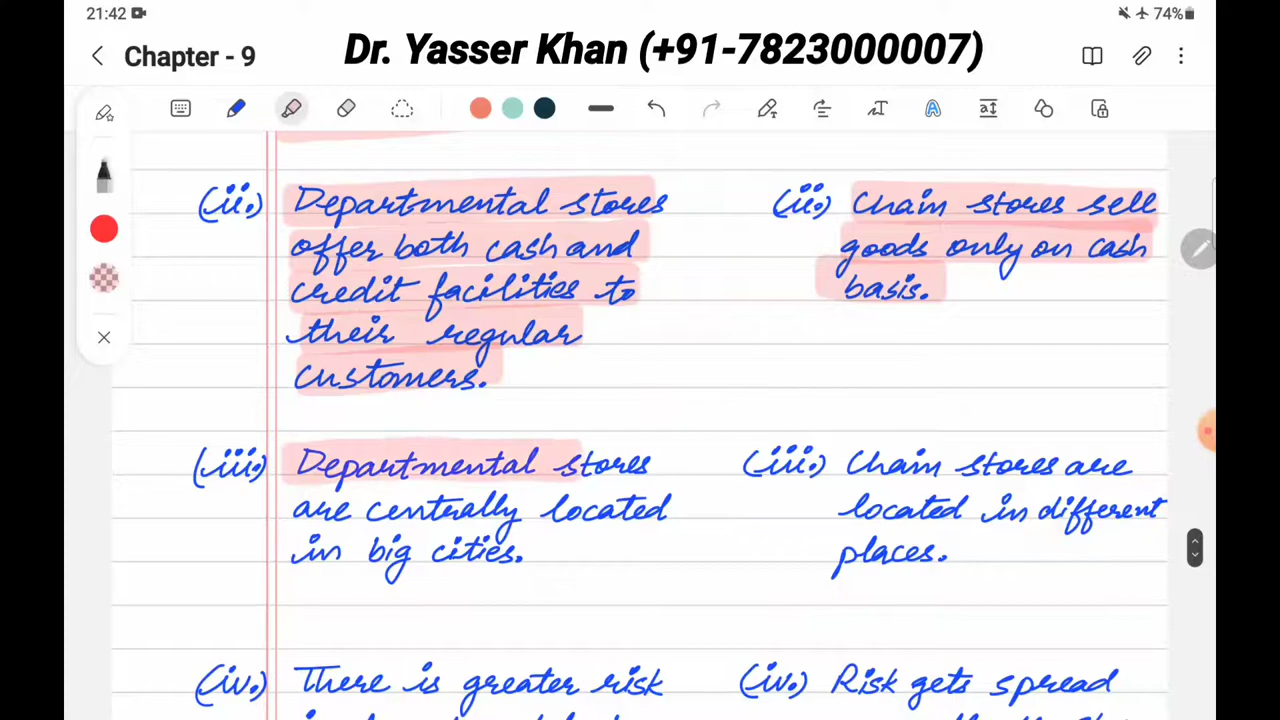 21:42
74%
Chapter - 9
Dr. Yasser Khan (+91-7823000007)
(ii.) Departmental stores
offer both cash and
credit facilities to
their regular
customers.
(ii.) Chain stores sell
goods only on cash
basis.
(iii.) Departmental stores
are centrally located
in big cities.
(iii.) Chain stores are
located in different
places.
(iv.) There is greater risk
(iv.) Risk gets spread